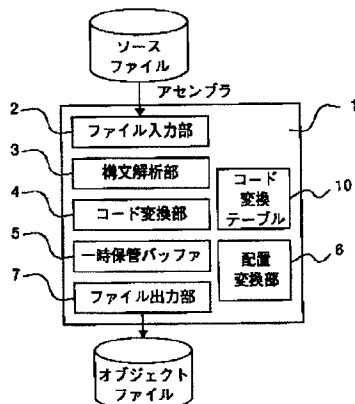 ソース
ファイル
アセンブラ
1
2
ファイル入力部
3
構文解析部
4
コード変換部
コード
変換
テーブル
10
5
一時保管バッファ
配置
変換部
6
7
ファイル出力部
オブジェクト
ファイル